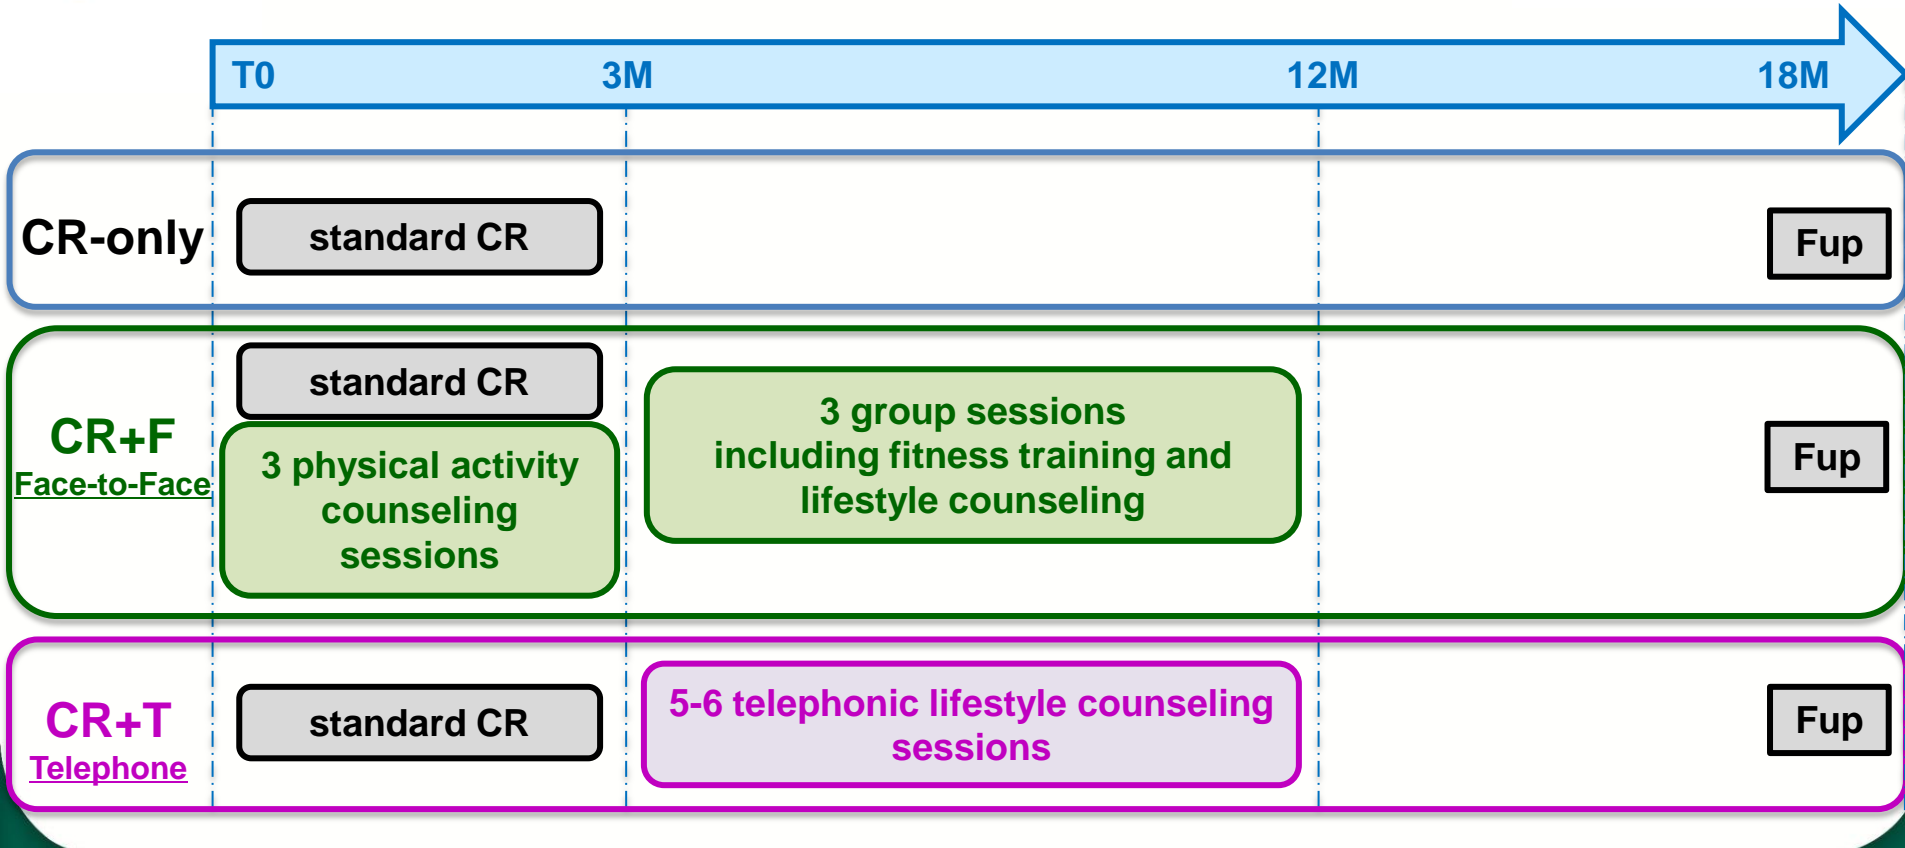 T0 3M 12M 18M
CR-only
standard CR
Fup
CR+F
Face-to-Face
standard CR
3 physical activity
counseling
sessions
3 group sessions
including fitness training and
lifestyle counseling
Fup
CR+T
Telephone
standard CR
5-6 telephonic lifestyle counseling
sessions
Fup